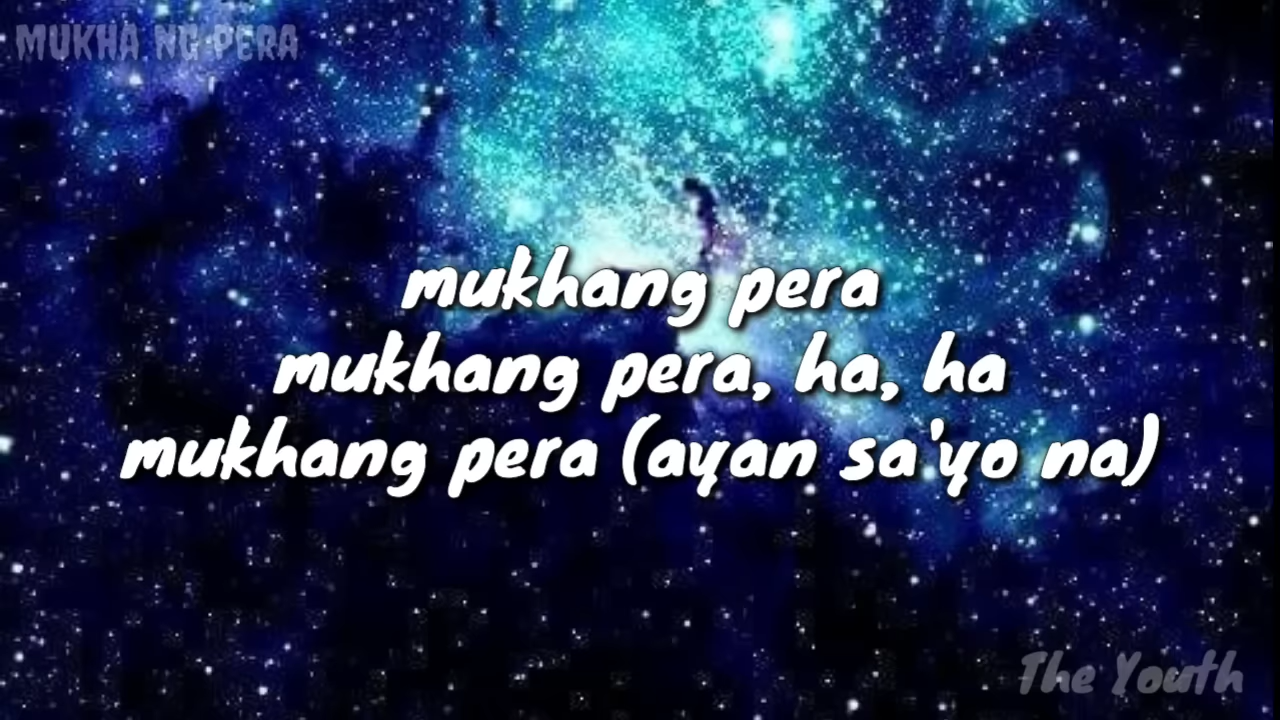 MUKHA NG PERA
mukhang pera
mukhang pera, ha, ha
mukhang pera (ayan sa'yo na)
The Youth